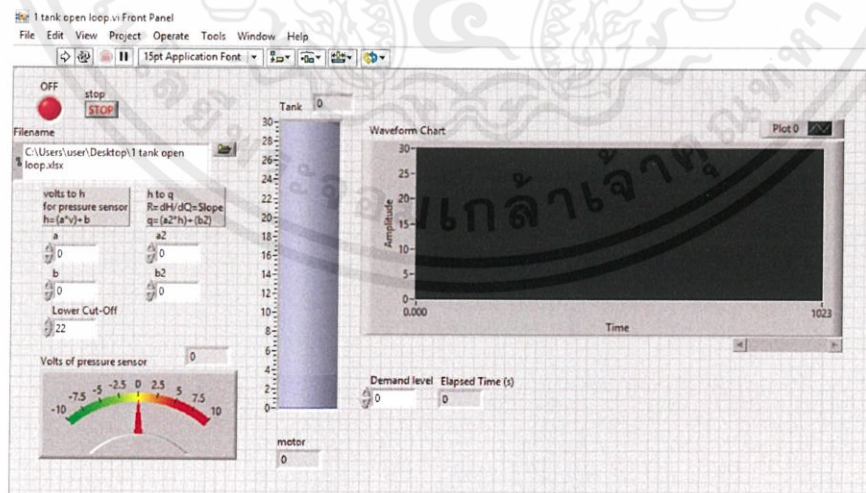 1 tank open loop.vi Front Panel
File Edit View Project Operate Tools Window Help
15pt Application Font
OFF
stop
STOP
Filename
C:\Users\user\Desktop\1 tank open
loop.xlsx
volts to h
for pressure sensor
h=(a*v)+b
h to q
R=dH/dQ=Slope
q=(a2*h)+(b2)
a
0
a2
0
b
0
b2
0
Lower Cut-Off
22
Volts of pressure sensor
0
-10 -7.5 -5 -2.5 0 2.5 5 7.5 10
Tank
0
30
28
26
24
22
20
18
16
14
12
10
8
6
4
2
0
motor
0
Waveform Chart
Plot 0
Amplitude
30
25
20
15
10
5
0
0.000
1023
Time
Demand level
0
Elapsed Time (s)
0